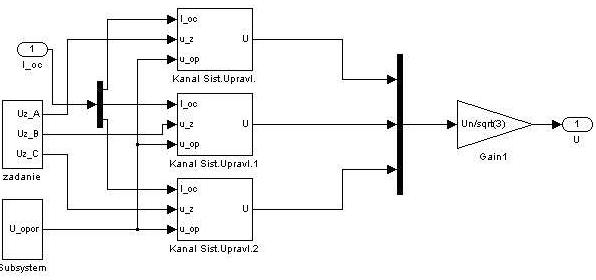 1
I_oc
Uz_A
Uz_B
Uz_C
zadanie
U_opor
Subsystem
I_oc
u_z
u_op
U
Kanal Sist.Upravl.
I_oc
u_z
u_op
U
Kanal Sist.Upravl.1
I_oc
u_z
u_op
U
Kanal Sist.Upravl.2
Un/sqrt(3)
Gain1
1
U